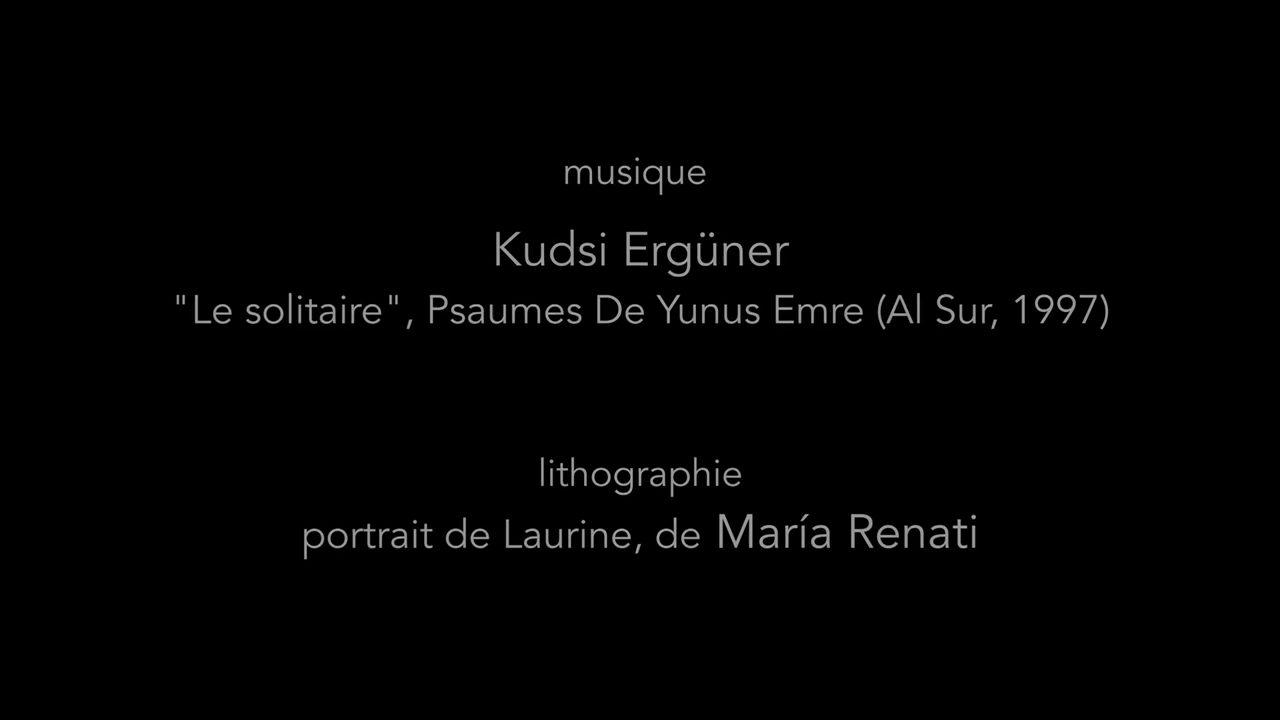 musique
Kudsi Ergüner
"Le solitaire", Psaumes De Yunus Emre (Al Sur, 1997)
lithographie
portrait de Laurine, de María Renati